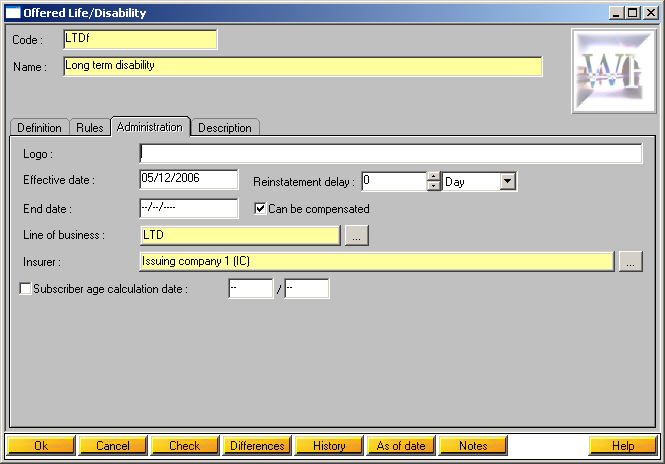 Offered Life/Disability
Code : LTDf
Name : Long term disability
WI
Definition Rules Administration Description
Logo :
Effective date : 05/12/2006 Reinstatement delay : 0 Day
End date : --/--/---- Can be compensated
Line of business : LTD ...
Insurer : Issuing company 1 (IC) ...
Subscriber age calculation date : -- / --
Ok Cancel Check Differences History As of date Notes Help